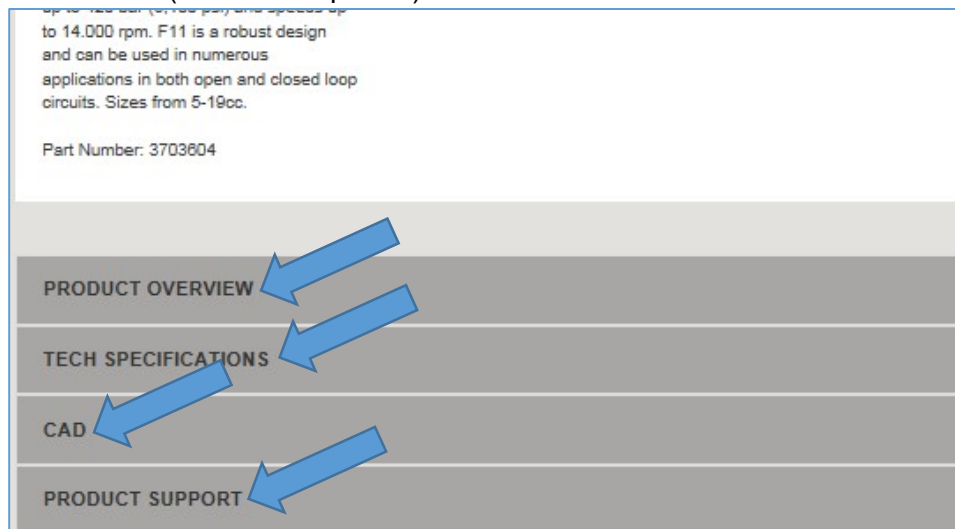 to 14.000 rpm. F11 is a robust design
and can be used in numerous
applications in both open and closed loop
circuits. Sizes from 5-19cc.
Part Number: 3703604
PRODUCT OVERVIEW
TECH SPECIFICATIONS
CAD
PRODUCT SUPPORT